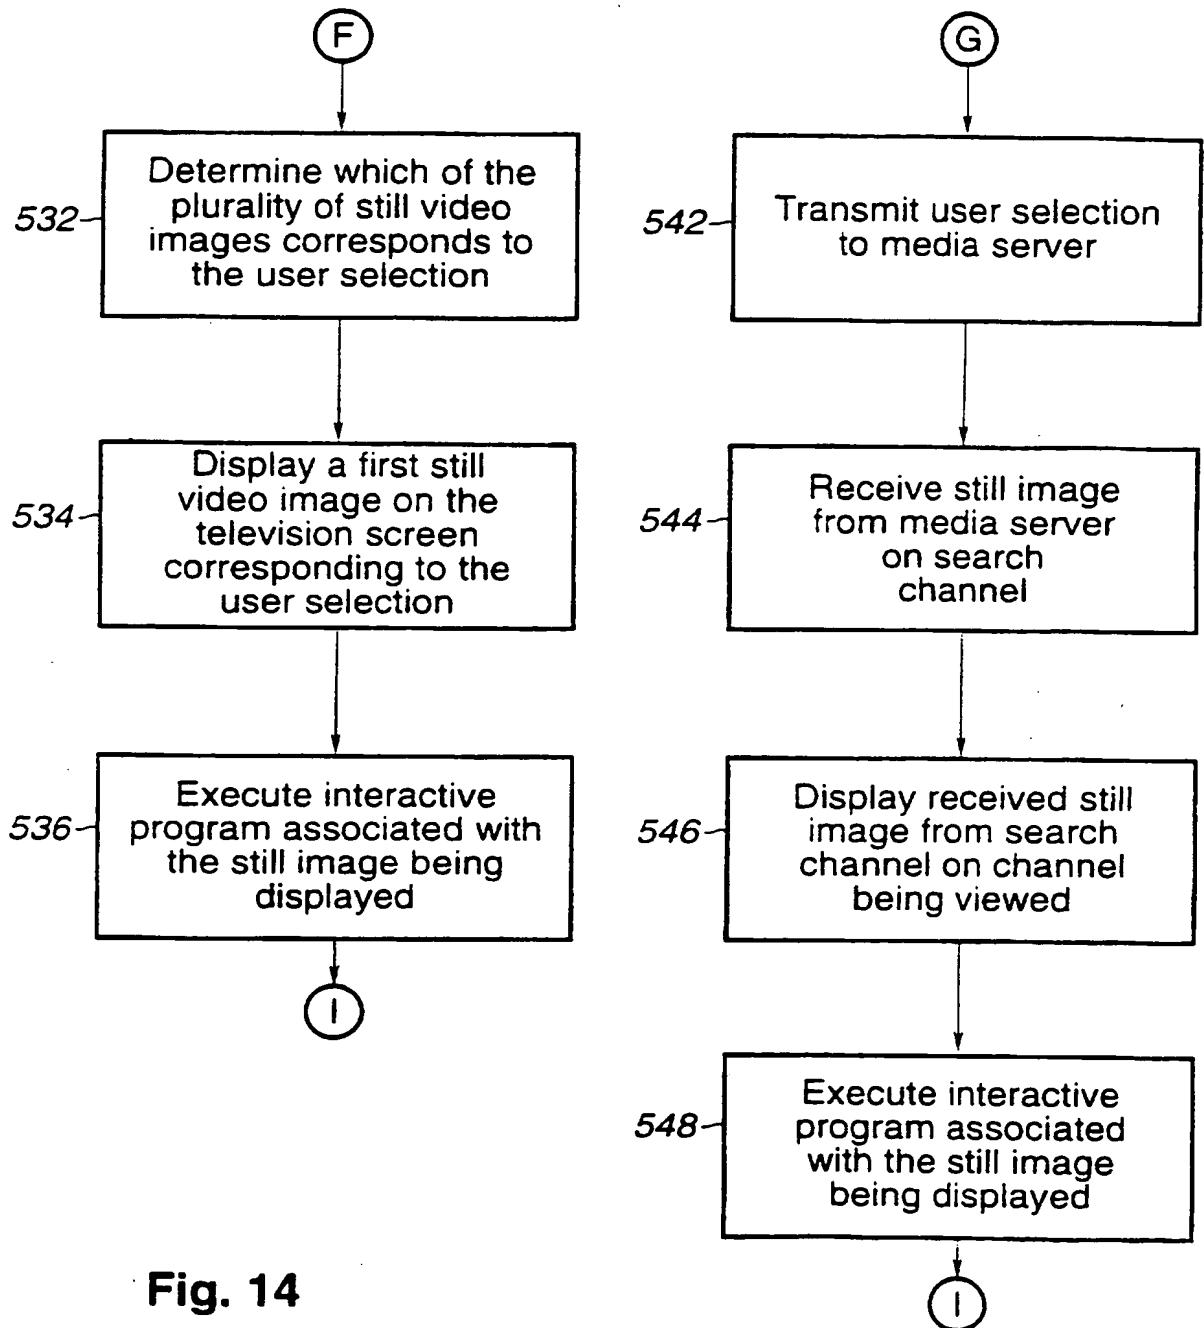 F
532
Determine which of the
plurality of still video
images corresponds to
the user selection
534
Display a first still
video image on the
television screen
corresponding to the
user selection
536
Execute interactive
program associated with
the still image being
displayed
I
G
542
Transmit user selection
to media server
544
Receive still image
from media server
on search
channel
546
Display received still
image from search
channel on channel
being viewed
548
Execute interactive
program associated
with the still image
being displayed
I
Fig. 14